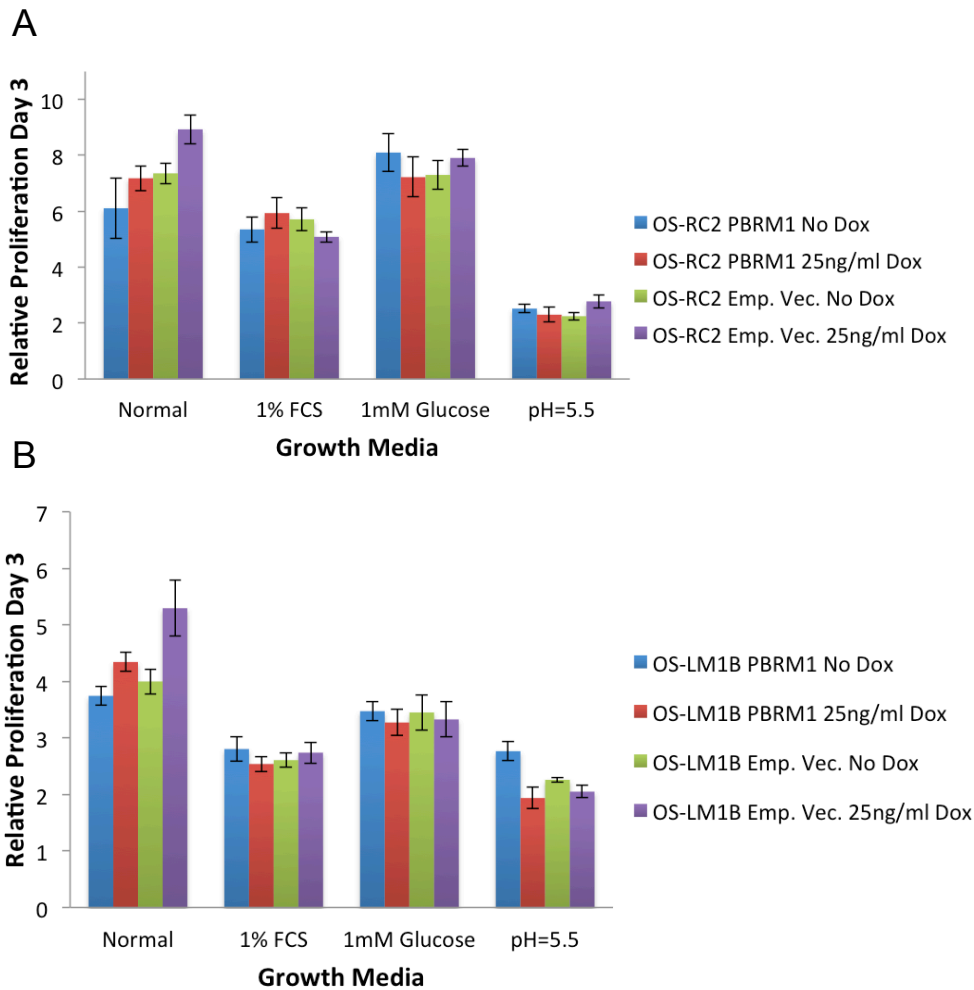 A
Relative Proliferation Day 3
10
8
6
4
2
0
Normal
1% FCS
1mM Glucose
pH=5.5
Growth Media
OS-RC2 PBRM1 No Dox
OS-RC2 PBRM1 25ng/ml Dox
OS-RC2 Emp. Vec. No Dox
OS-RC2 Emp. Vec. 25ng/ml Dox
B
Relative Proliferation Day 3
7
6
5
4
3
2
1
0
Normal
1% FCS
1mM Glucose
pH=5.5
Growth Media
OS-LM1B PBRM1 No Dox
OS-LM1B PBRM1 25ng/ml Dox
OS-LM1B Emp. Vec. No Dox
OS-LM1B Emp. Vec. 25ng/ml Dox